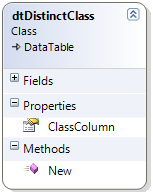 dtDistinctClass
Class
DataTable
Fields
Properties
ClassColumn
Methods
New